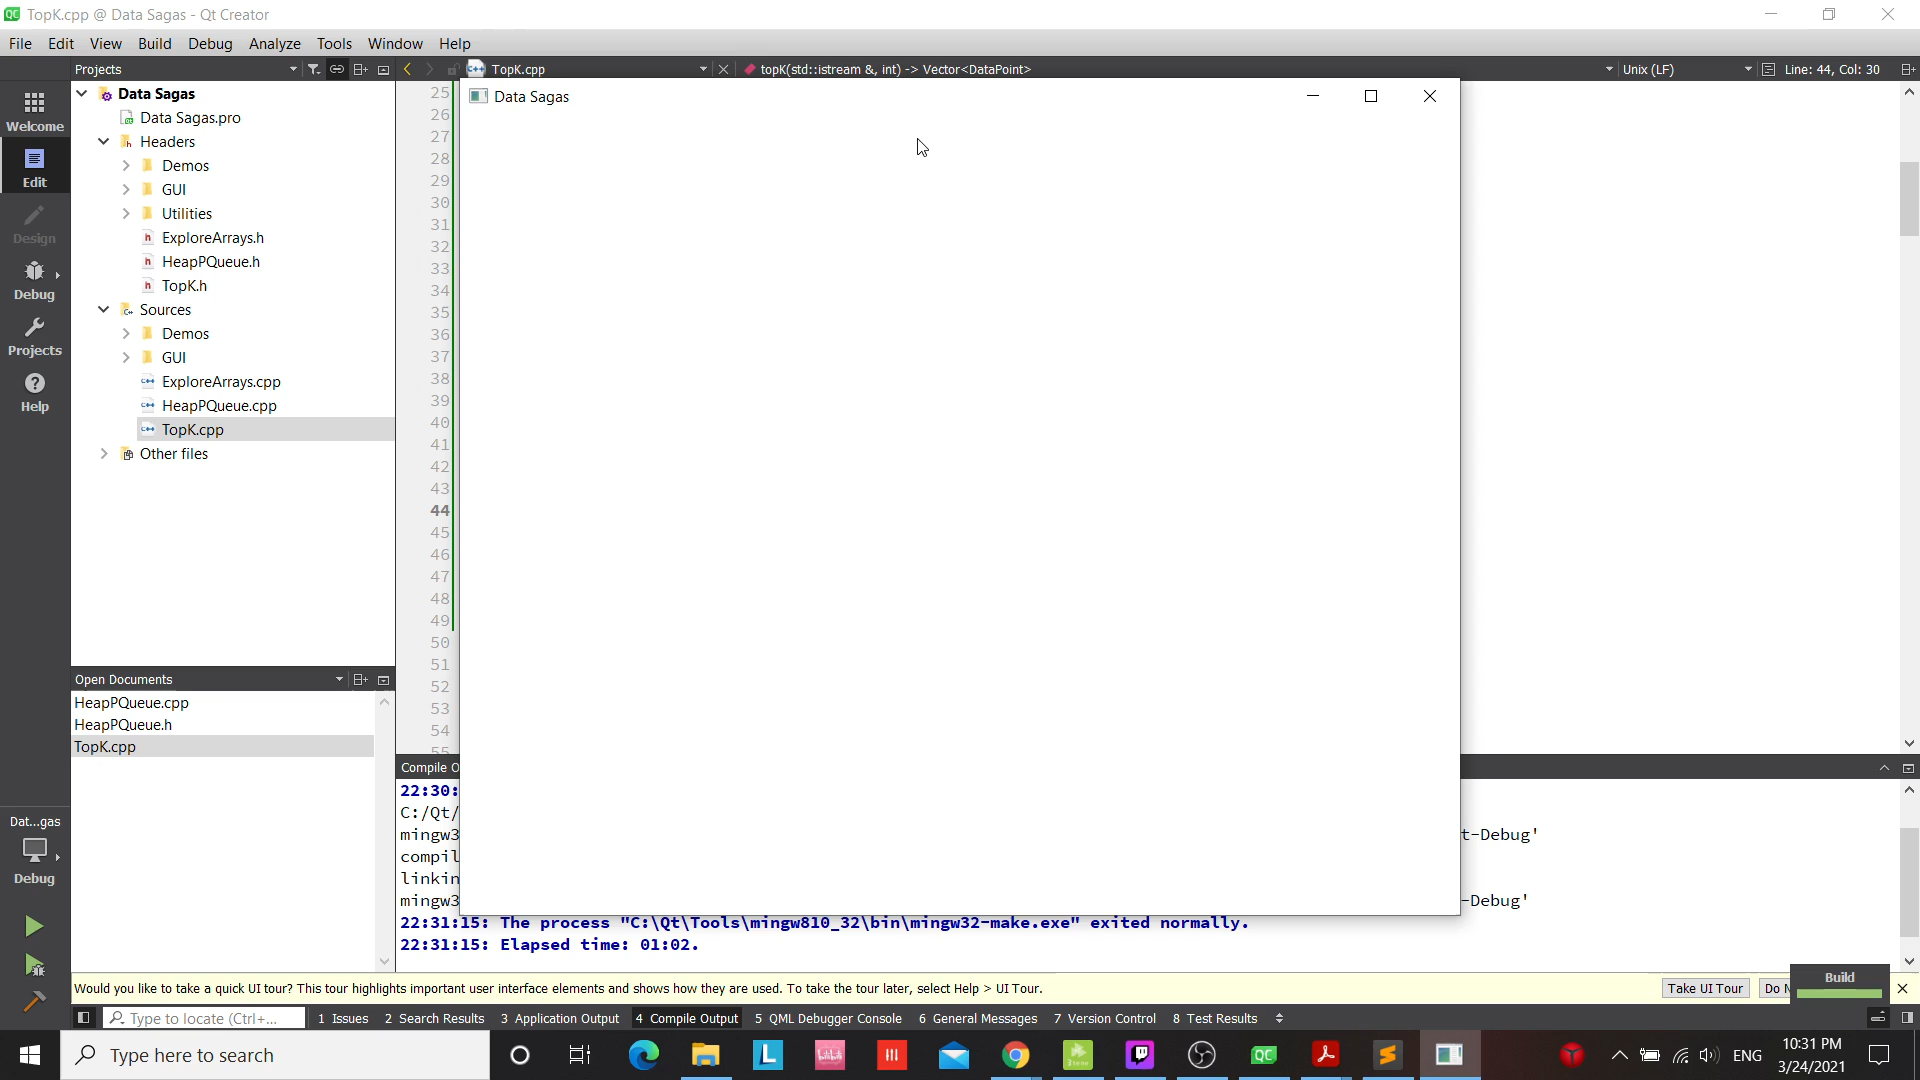 TopK.cpp @ Data Sagas - Qt Creator
File Edit View Build Debug Analyze Tools Window Help
Projects
TopK.cpp
topK(std::istream &, int) -> Vector<DataPoint>
Unix (LF)
Line: 44, Col: 30
Welcome
Edit
Design
Debug
Projects
Help
Data Sagas
Data Sagas.pro
Headers
Demos
GUI
Utilities
ExploreArrays.h
HeapPQueue.h
TopK.h
Sources
Demos
GUI
ExploreArrays.cpp
HeapPQueue.cpp
TopK.cpp
Other files
25
26
27
28
29
30
31
32
33
34
35
36
37
38
39
40
41
42
43
44
45
46
47
48
49
50
51
52
53
54
55
Data Sagas
Open Documents
HeapPQueue.cpp
HeapPQueue.h
TopK.cpp
Dat...gas
Debug
Compile O
22:30:
C:/Qt/
mingw3 t-Debug'
compil
linkin
mingw3 -Debug'
22:31:15: The process "C:\Qt\Tools\mingw810_32\bin\mingw32-make.exe" exited normally.
22:31:15: Elapsed time: 01:02.
Would you like to take a quick UI tour? This tour highlights important user interface elements and shows how they are used. To take the tour later, select Help > UI Tour.
Take UI Tour
Do N
Build
Type to locate (Ctrl+...
1 Issues 2 Search Results 3 Application Output 4 Compile Output 5 QML Debugger Console 6 General Messages 7 Version Control 8 Test Results
Type here to search
ENG
10:31 PM
3/24/2021